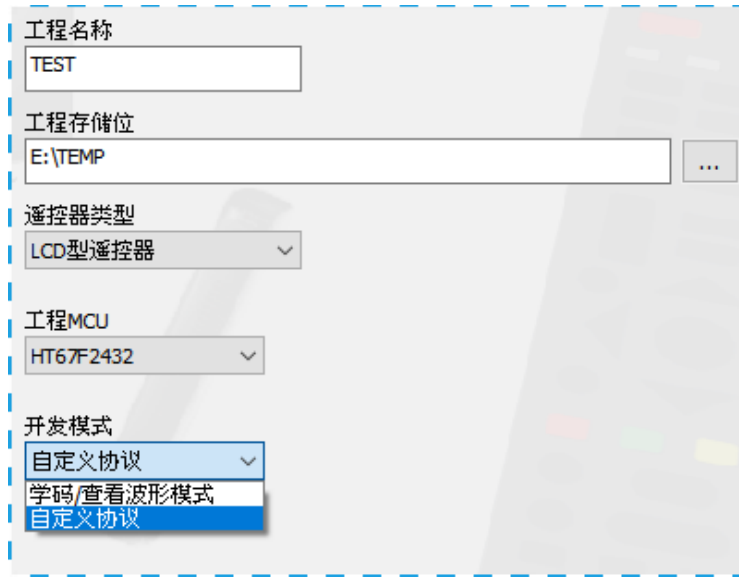 工程名称
TEST
工程存储位
E:\TEMP
...
遥控器类型
LCD型遥控器
工程MCU
HT67F2432
开发模式
自定义协议
学码/查看波形模式
自定义协议